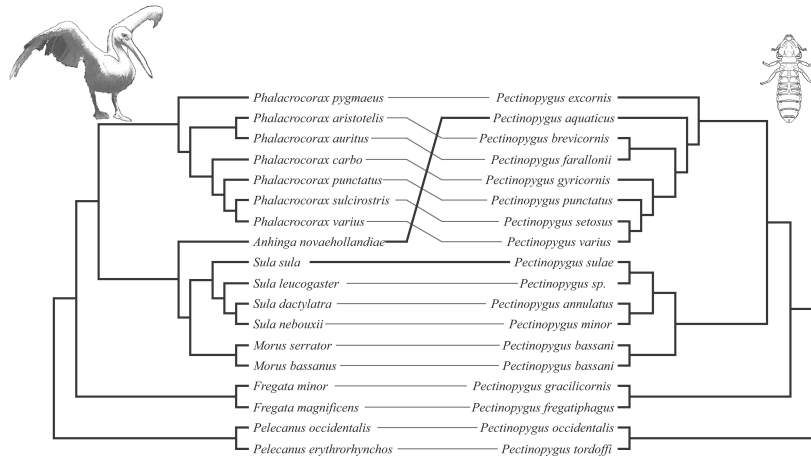 Phalacrocorax pygmaeus Pectinopygus excornis
Phalacrocorax aristotelis Pectinopygus aquaticus
Phalacrocorax auritus Pectinopygus brevicornis
Phalacrocorax carbo Pectinopygus farallonii
Phalacrocorax punctatus Pectinopygus gyricornis
Phalacrocorax sulcirostris Pectinopygus punctatus
Phalacrocorax varius Pectinopygus setosus
Anhinga novaehollandiae Pectinopygus varius
Sula sula Pectinopygus sulae
Sula leucogaster Pectinopygus sp.
Sula dactylatra Pectinopygus annulatus
Sula nebouxii Pectinopygus minor
Morus serrator Pectinopygus bassani
Morus bassanus Pectinopygus bassani
Fregata minor Pectinopygus gracilicornis
Fregata magnificens Pectinopygus fregatiphagus
Pelecanus occidentalis Pectinopygus occidentalis
Pelecanus erythrorhynchos Pectinopygus tordoffi